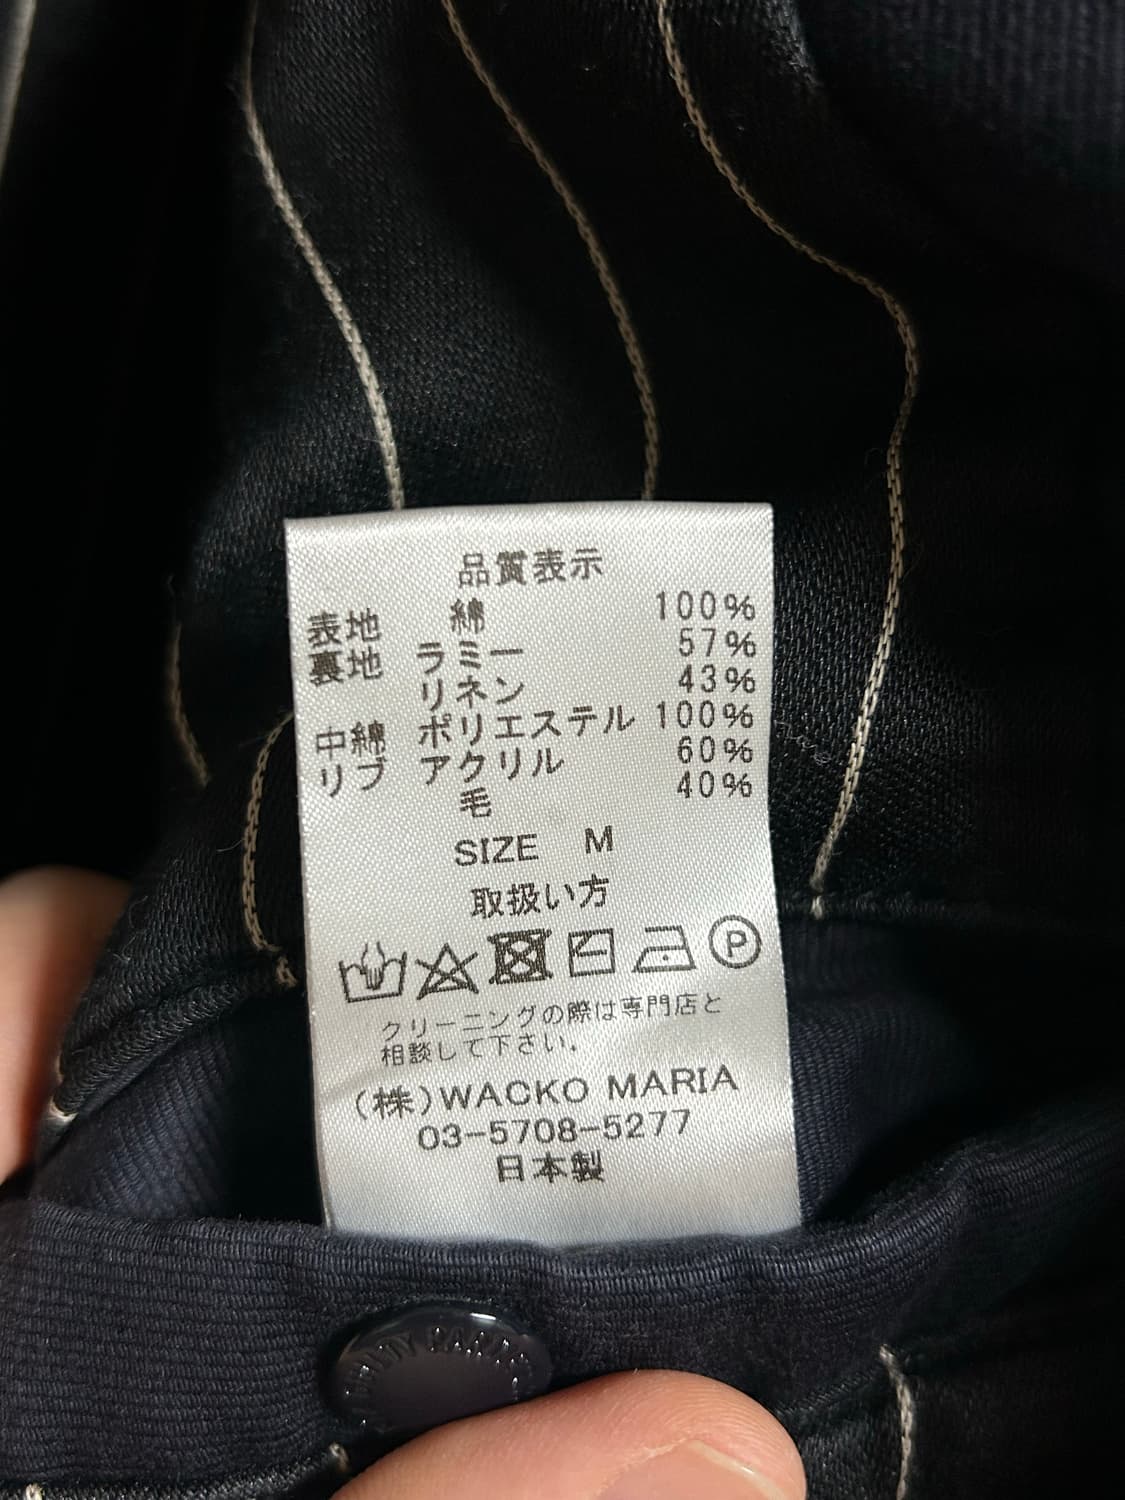 品質表示
表地 綿 100%
裏地 ラミー 57%
リネン 43%
中綿 ポリエステル 100%
リブ アクリル 60%
毛 40%
SIZE M
取扱い方
P
クリーニングの際は専門店と
相談して下さい．
(株)WACKO MARIA
03-5708-5277
日本製